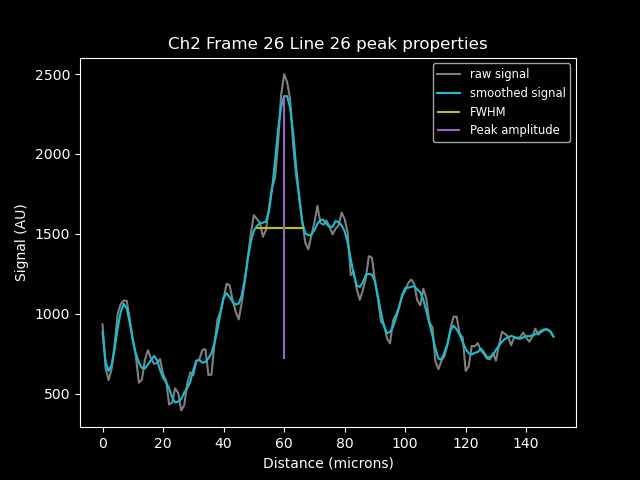 Ch2 Frame 26 Line 26 peak properties
raw signal
smoothed signal
FWHM
Peak amplitude
Signal (AU)
2500
2000
1500
1000
500
0 20 40 60 80 100 120 140
Distance (microns)